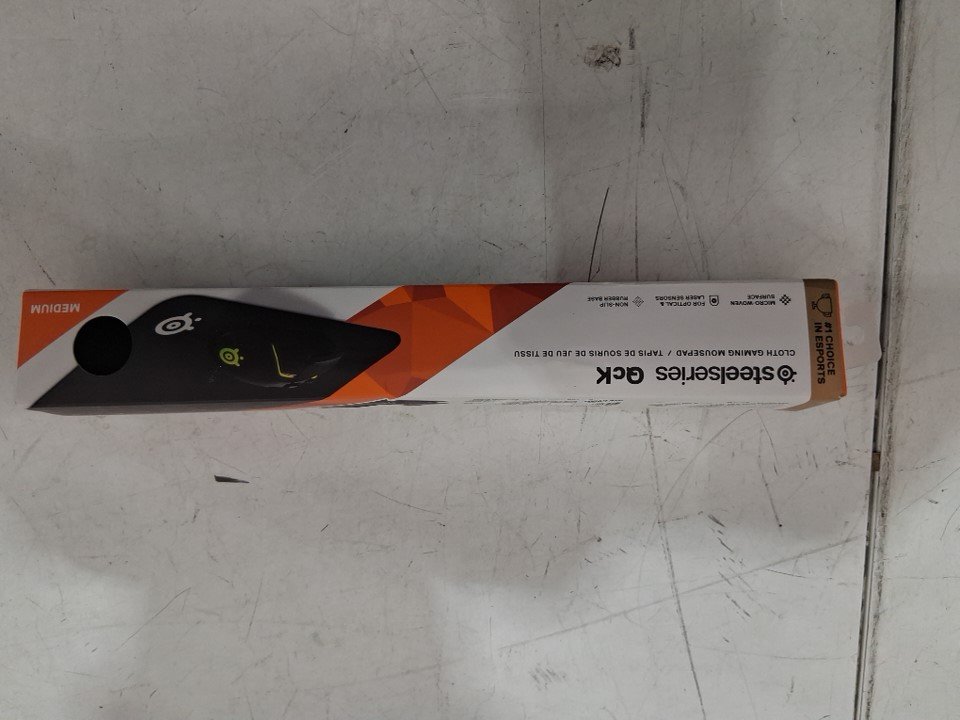 steelseries QcK
CLOTH GAMING MOUSEPAD / TAPIS DE SOURIS DE JEU DE TISSU
MICRO-WOVEN
SURFACE
FOR OPTICAL &
LASER SENSORS
NON-SLIP
RUBBER BASE
#1 CHOICE
IN ESPORTS
MEDIUM